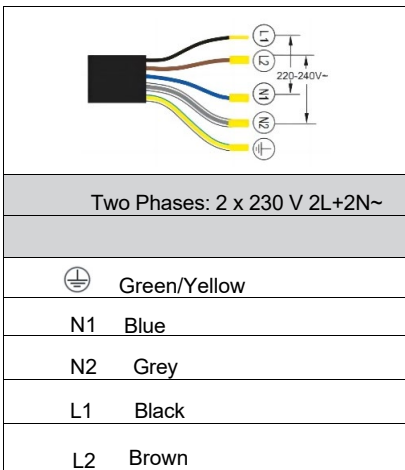 L1
L2
220-240V~
N1
N2
Two Phases: 2 x 230 V 2L+2N~
Green/Yellow
N1 Blue
N2 Grey
L1 Black
L2 Brown